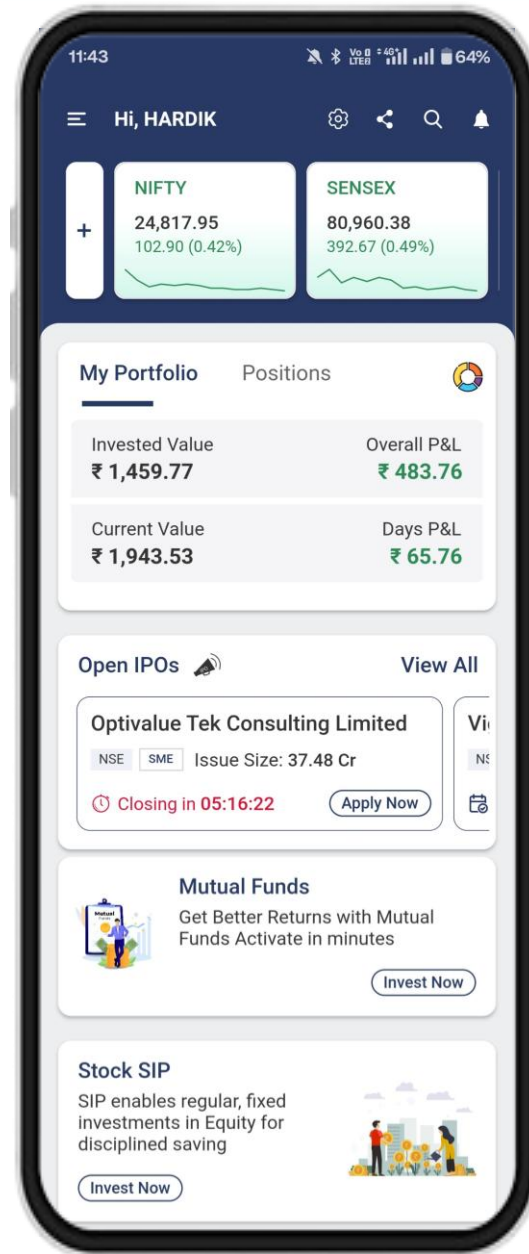 11:43
Vo
LTE
4G
64%
Hi, HARDIK
+
NIFTY
24,817.95
102.90 (0.42%)
SENSEX
80,960.38
392.67 (0.49%)
My Portfolio
Positions
Invested Value
Overall P&L
₹ 1,459.77
₹ 483.76
Current Value
Days P&L
₹ 1,943.53
₹ 65.76
Open IPOs
View All
Optivalue Tek Consulting Limited
NSE
SME
Issue Size: 37.48 Cr
Closing in 05:16:22
Apply Now
Mutual
Mutual Funds
Get Better Returns with Mutual
Funds Activate in minutes
Invest Now
Stock SIP
SIP enables regular, fixed
investments in Equity for
disciplined saving
Invest Now